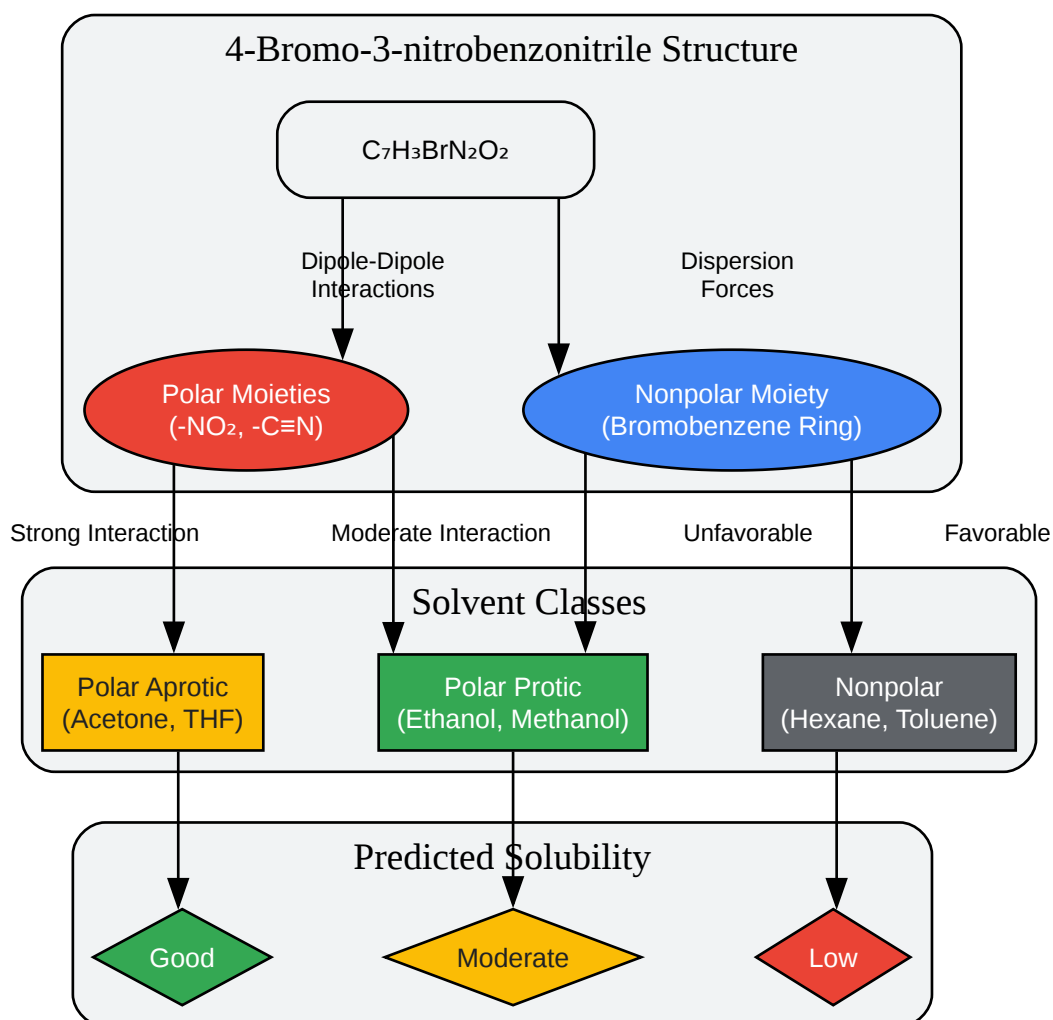 4-Bromo-3-nitrobenzonitrile Structure
C₇H₃BrN₂O₂
Dipole-Dipole
Interactions
Dispersion
Forces
Polar Moieties
(-NO₂, -C≡N)
Nonpolar Moiety
(Bromobenzene Ring)
Strong Interaction
Moderate Interaction
Unfavorable
Favorable
Solvent Classes
Polar Aprotic
(Acetone, THF)
Polar Protic
(Ethanol, Methanol)
Nonpolar
(Hexane, Toluene)
Predicted Solubility
Good
Moderate
Low